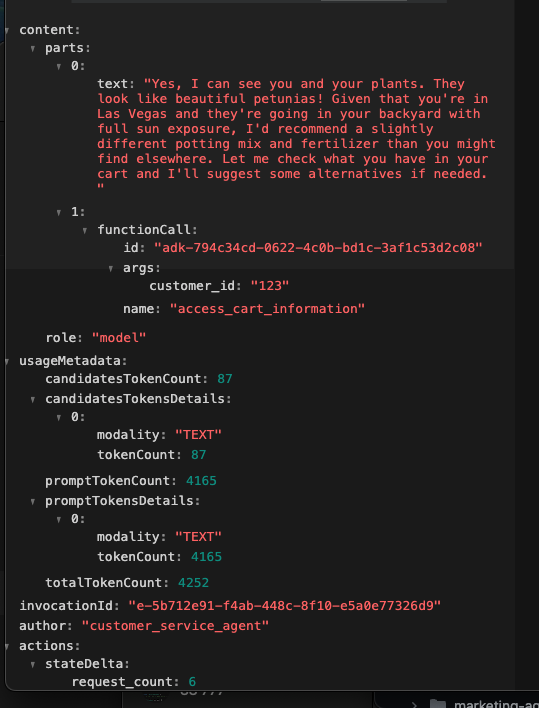 content:
parts:
0:
text: "Yes, I can see you and your plants. They
look like beautiful petunias! Given that you're in
Las Vegas and they're going in your backyard with
full sun exposure, I'd recommend a slightly
different potting mix and fertilizer than you might
find elsewhere. Let me check what you have in your
cart and I'll suggest some alternatives if needed.
"
1:
functionCall:
id: "adk-794c34cd-0622-4c0b-bd1c-3af1c53d2c08"
args:
customer_id: "123"
name: "access_cart_information"
role: "model"
usageMetadata:
candidatesTokenCount: 87
candidatesTokensDetails:
0:
modality: "TEXT"
tokenCount: 87
promptTokenCount: 4165
promptTokensDetails:
0:
modality: "TEXT"
tokenCount: 4165
totalTokenCount: 4252
invocationId: "e-5b712e91-f4ab-448c-8f10-e5a0e77326d9"
author: "customer_service_agent"
actions:
stateDelta:
request_count: 6